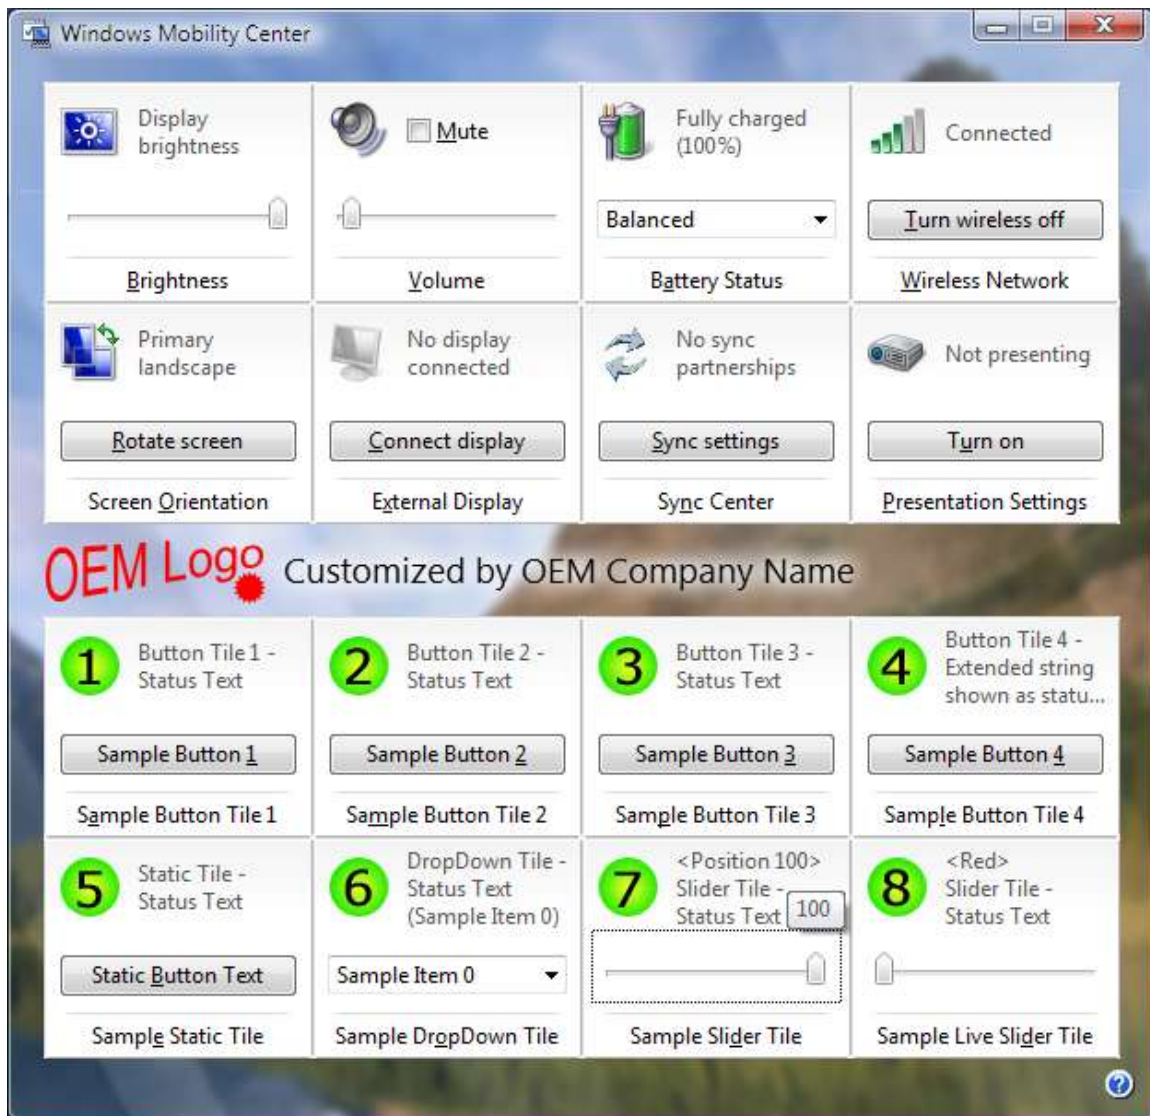 Windows Mobility Center
Display
brightness
Brightness
Mute
Volume
Fully charged
(100%)
Balanced
Battery Status
Connected
Turn wireless off
Wireless Network
Primary
landscape
Rotate screen
Screen Orientation
No display
connected
Connect display
External Display
No sync
partnerships
Sync settings
Sync Center
Not presenting
Turn on
Presentation Settings
OEM Logo
Customized by OEM Company Name
1
Button Tile 1 -
Status Text
Sample Button 1
Sample Button Tile 1
2
Button Tile 2 -
Status Text
Sample Button 2
Sample Button Tile 2
3
Button Tile 3 -
Status Text
Sample Button 3
Sample Button Tile 3
4
Button Tile 4 -
Extended string
shown as statu...
Sample Button 4
Sample Button Tile 4
5
Static Tile -
Status Text
Static Button Text
Sample Static Tile
6
DropDown Tile -
Status Text
(Sample Item 0)
Sample Item 0
Sample DropDown Tile
7
<Position 100>
Slider Tile -
Status Text
100
Sample Slider Tile
8
<Red>
Slider Tile -
Status Text
Sample Live Slider Tile
?